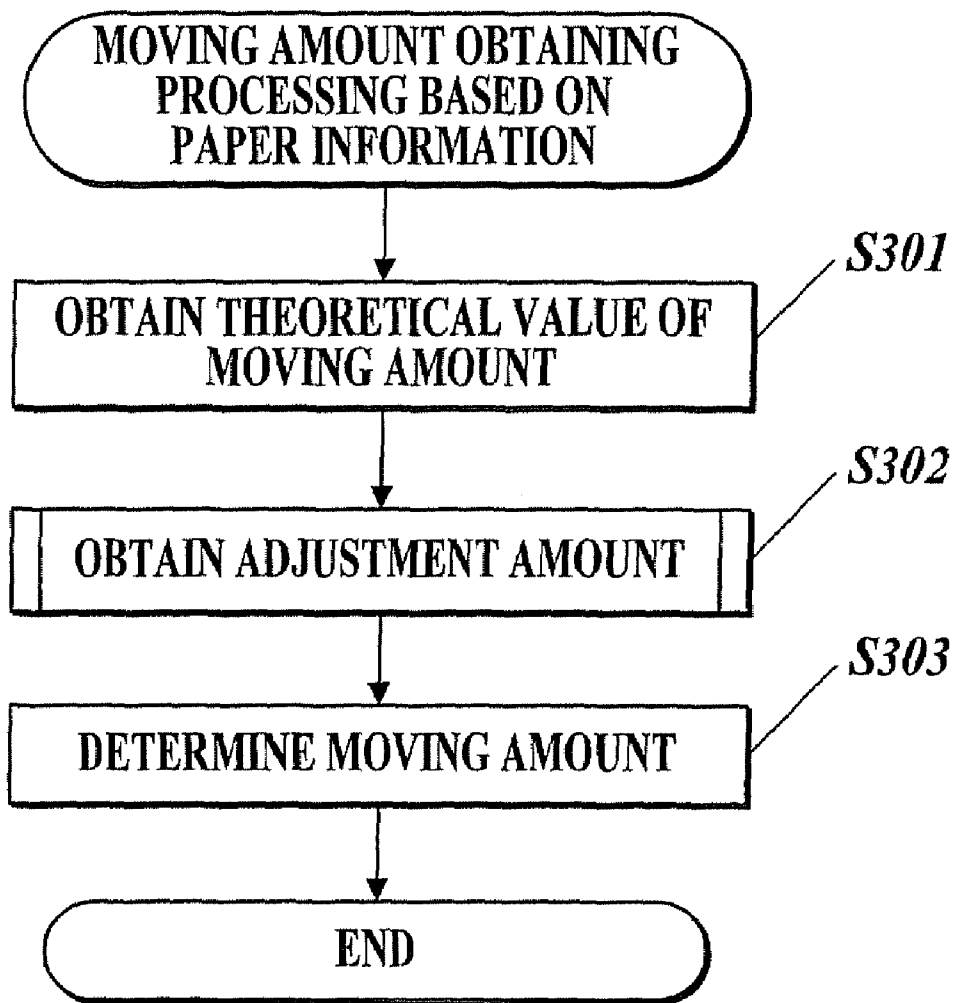 MOVING AMOUNT OBTAINING
PROCESSING BASED ON
PAPER INFORMATION
S301
OBTAIN THEORETICAL VALUE OF
MOVING AMOUNT
S302
OBTAIN ADJUSTMENT AMOUNT
S303
DETERMINE MOVING AMOUNT
END